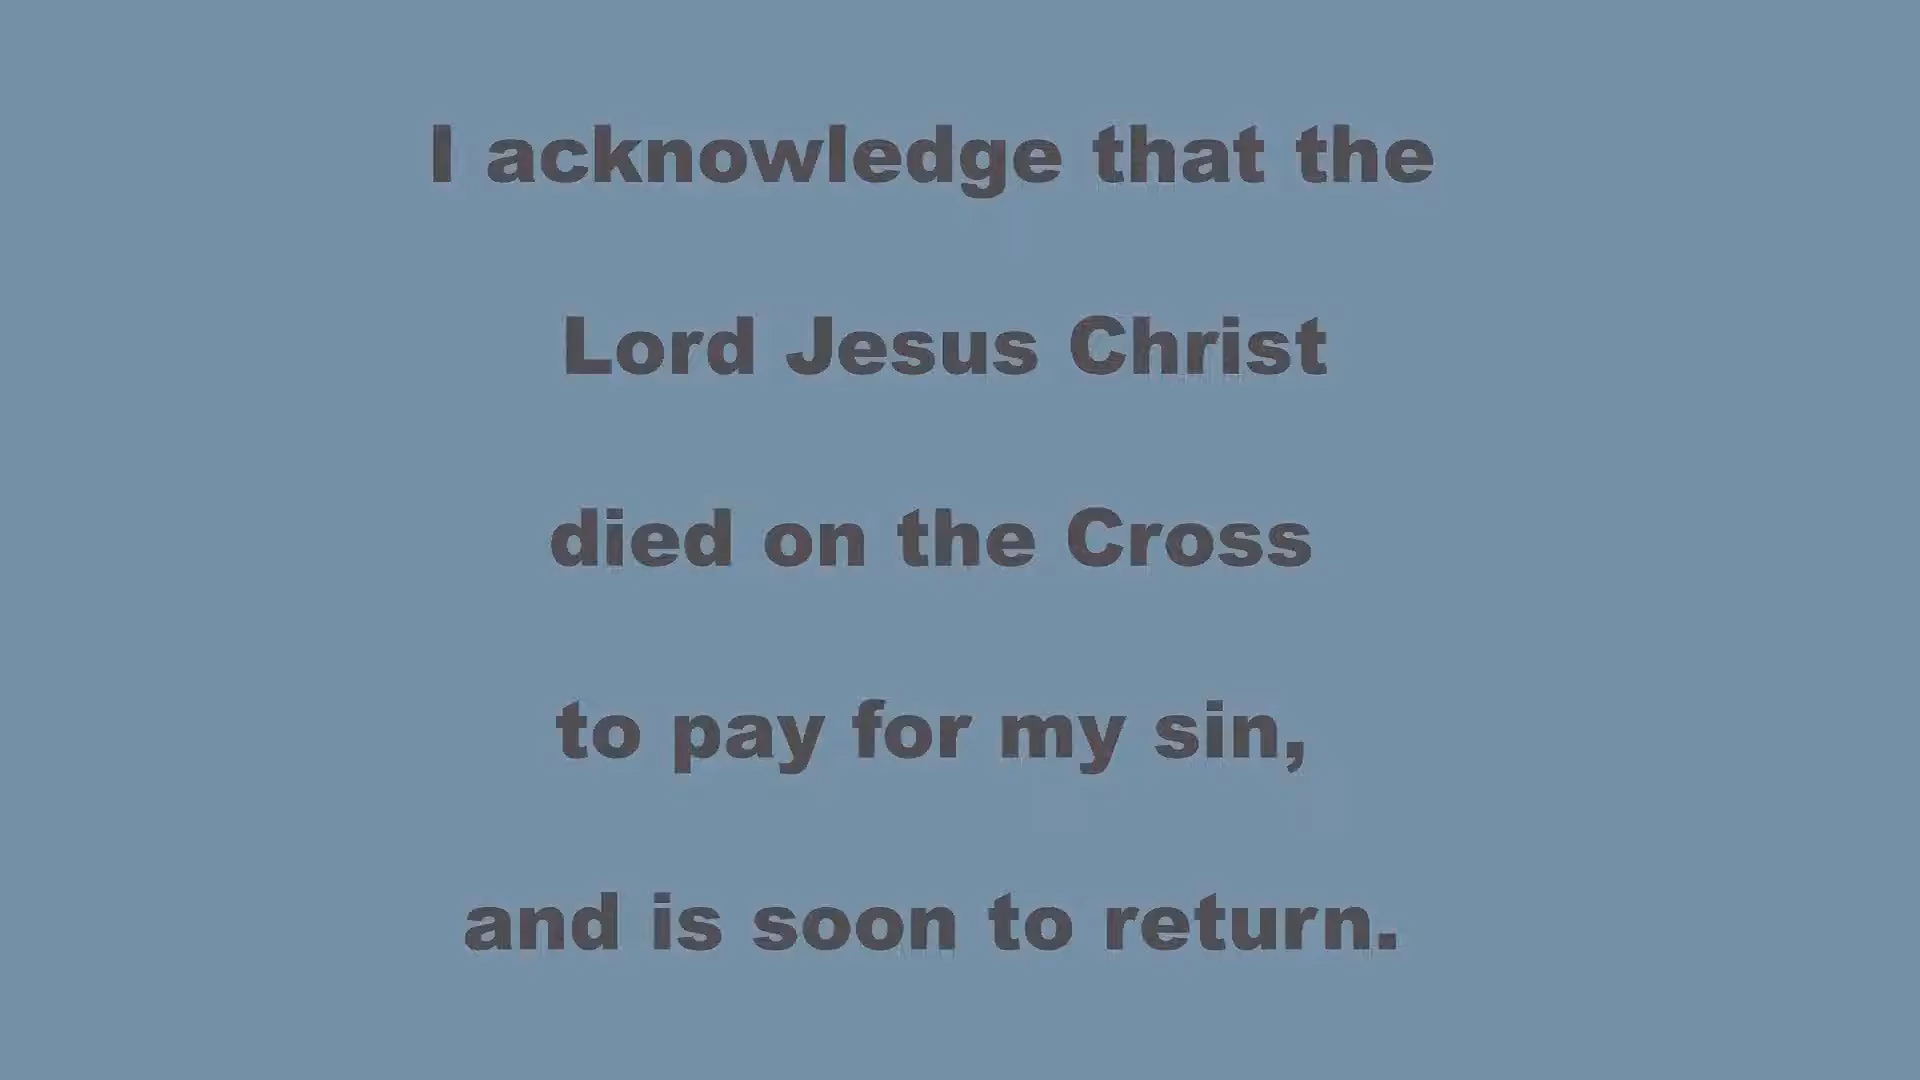 I acknowledge that the
Lord Jesus Christ
died on the Cross
to pay for my sin,
and is soon to return.